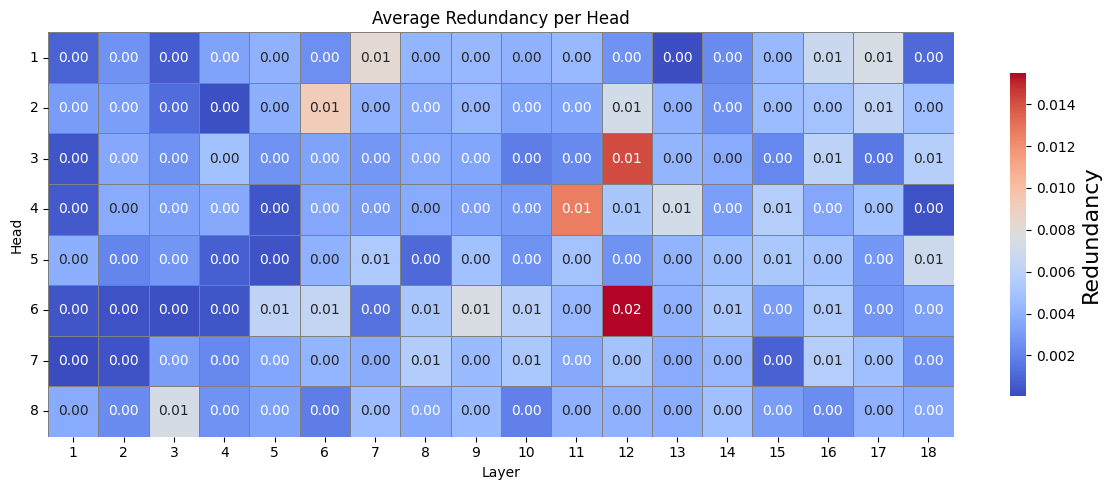 Average Redundancy per Head
1 0.00 0.00 0.00 0.00 0.00 0.00 0.01 0.00 0.00 0.00 0.00 0.00 0.00 0.00 0.00 0.01 0.01 0.00
2 0.00 0.00 0.00 0.00 0.00 0.01 0.00 0.00 0.00 0.00 0.00 0.01 0.00 0.00 0.00 0.00 0.01 0.00
3 0.00 0.00 0.00 0.00 0.00 0.00 0.00 0.00 0.00 0.00 0.00 0.01 0.00 0.00 0.00 0.01 0.00 0.01
4 0.00 0.00 0.00 0.00 0.00 0.00 0.00 0.00 0.00 0.00 0.01 0.01 0.01 0.00 0.01 0.00 0.00 0.00
5 0.00 0.00 0.00 0.00 0.00 0.00 0.01 0.00 0.00 0.00 0.00 0.00 0.00 0.00 0.01 0.00 0.00 0.01
6 0.00 0.00 0.00 0.00 0.01 0.01 0.00 0.01 0.01 0.01 0.00 0.02 0.00 0.01 0.00 0.01 0.00 0.00
7 0.00 0.00 0.00 0.00 0.00 0.00 0.00 0.01 0.00 0.01 0.00 0.00 0.00 0.00 0.00 0.01 0.00 0.00
8 0.00 0.00 0.01 0.00 0.00 0.00 0.00 0.00 0.00 0.00 0.00 0.00 0.00 0.00 0.00 0.00 0.00 0.00
Head
1 2 3 4 5 6 7 8 9 10 11 12 13 14 15 16 17 18
Layer
0.014
0.012
0.010
0.008
0.006
0.004
0.002
Redundancy